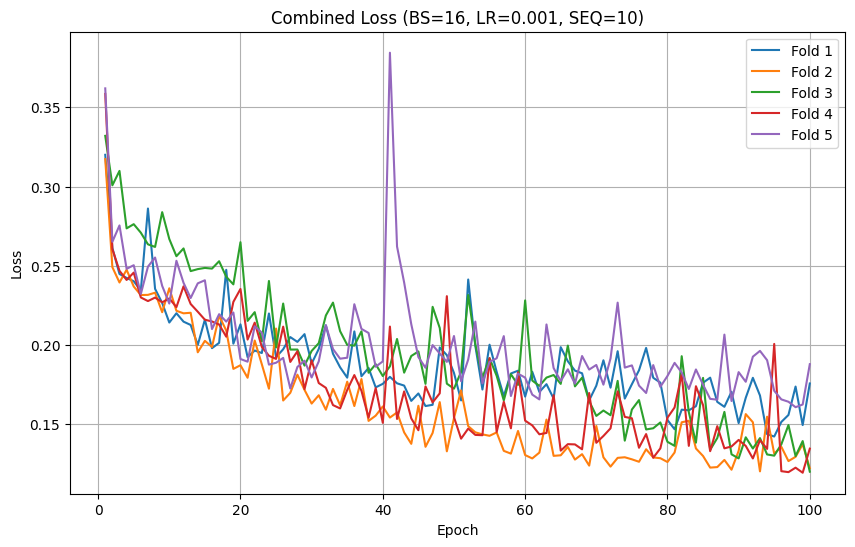 Combined Loss (BS=16, LR=0.001, SEQ=10)
Fold 1
Fold 2
Fold 3
Fold 4
Fold 5
Loss
0.35
0.30
0.25
0.20
0.15
0 20 40 60 80 100
Epoch